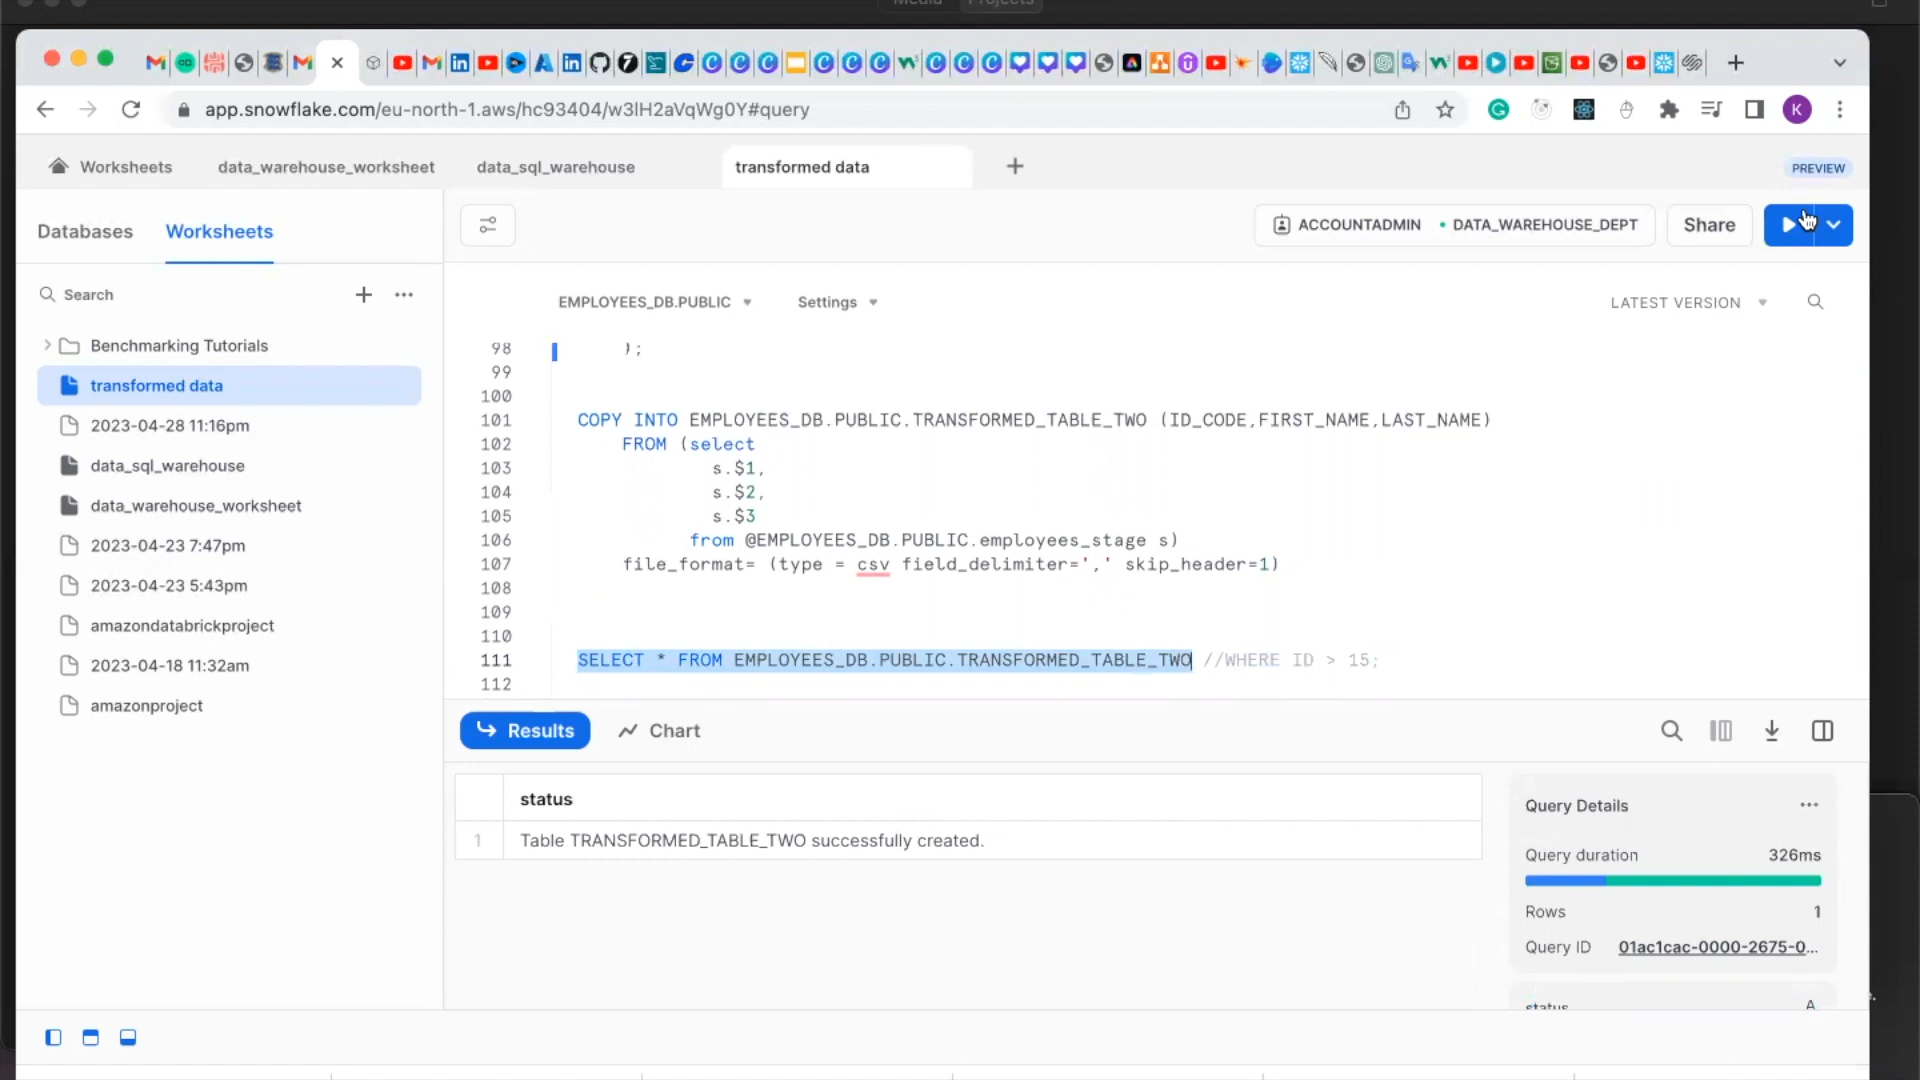 Media Projects
app.snowflake.com/eu-north-1.aws/hc93404/w3lH2aVqWg0Y#query
K
Worksheets data_warehouse_worksheet data_sql_warehouse transformed data
PREVIEW
Databases Worksheets
ACCOUNTADMIN • DATA_WAREHOUSE_DEPT Share
Search
EMPLOYEES_DB.PUBLIC Settings LATEST VERSION
Benchmarking Tutorials
transformed data
2023-04-28 11:16pm
data_sql_warehouse
data_warehouse_worksheet
2023-04-23 7:47pm
2023-04-23 5:43pm
amazondatabrickproject
2023-04-18 11:32am
amazonproject
98 );
99
100
101 COPY INTO EMPLOYEES_DB.PUBLIC.TRANSFORMED_TABLE_TWO (ID_CODE,FIRST_NAME,LAST_NAME)
102 FROM (select
103 s.$1,
104 s.$2,
105 s.$3
106 from @EMPLOYEES_DB.PUBLIC.employees_stage s)
107 file_format= (type = csv field_delimiter=',' skip_header=1)
108
109
110
111 SELECT * FROM EMPLOYEES_DB.PUBLIC.TRANSFORMED_TABLE_TWO //WHERE ID > 15;
112
Results Chart
status
1 Table TRANSFORMED_TABLE_TWO successfully created.
Query Details
Query duration 326ms
Rows 1
Query ID 01ac1cac-0000-2675-0...
status A